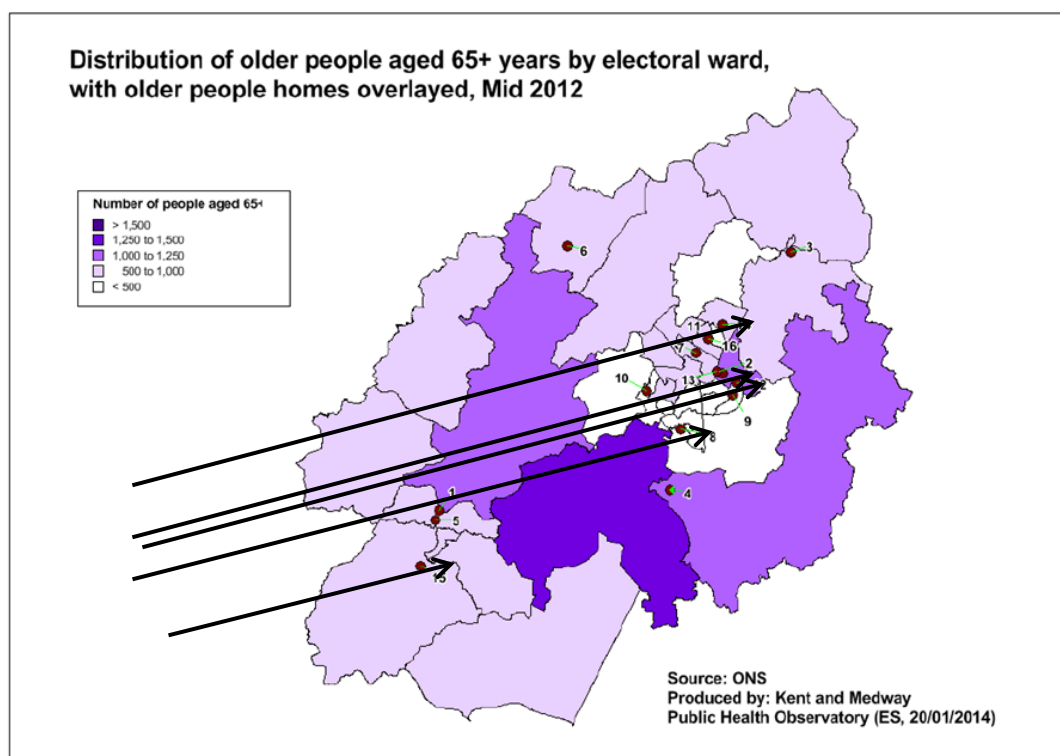 Distribution of older people aged 65+ years by electoral ward,
with older people homes overlayed, Mid 2012
Number of people aged 65+
> 1,500
1,250 to 1,500
1,000 to 1,250
500 to 1,000
< 500
6
3
11
16
7
2
13
10
2
9
8
1
4
5
15
Source: ONS
Produced by: Kent and Medway
Public Health Observatory (ES, 20/01/2014)